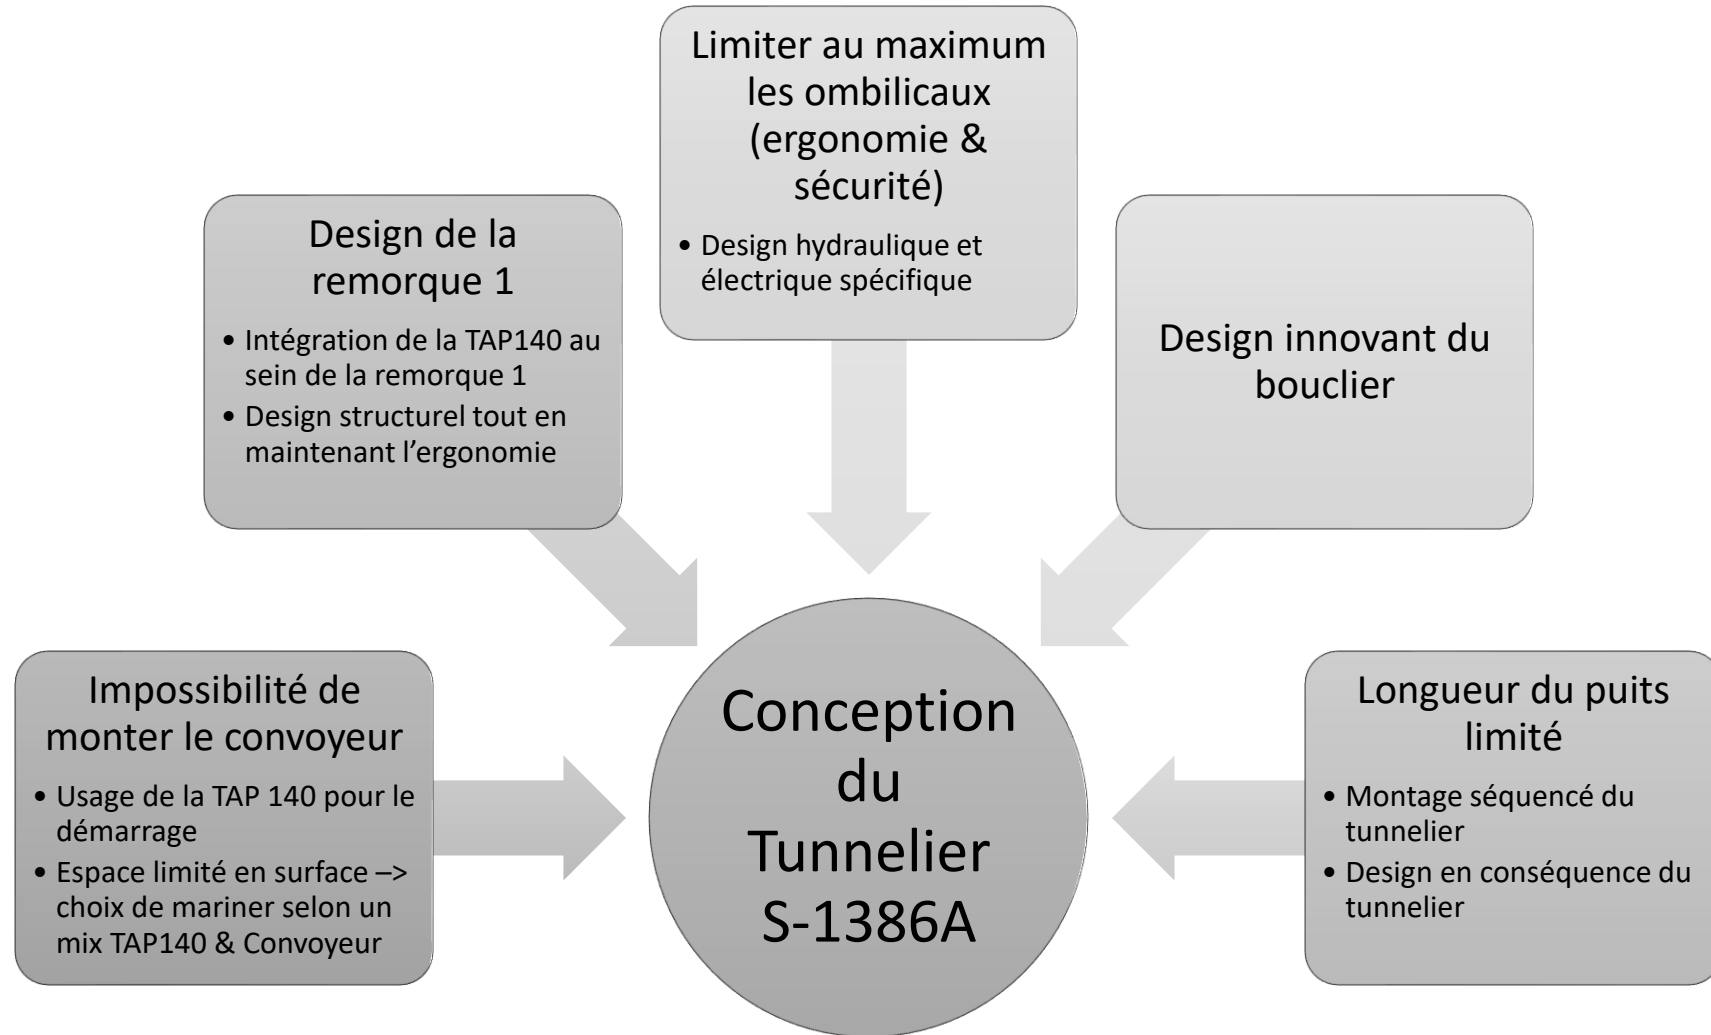 Limiter au maximum
les ombilicaux
(ergonomie &
sécurité)
• Design hydraulique et
électrique spécifique
Design de la
remorque 1
• Intégration de la TAP140 au
sein de la remorque 1
• Design structurel tout en
maintenant l’ergonomie
Design innovant du
bouclier
Impossibilité de
monter le convoyeur
• Usage de la TAP 140 pour le
démarrage
• Espace limité en surface –>
choix de mariner selon un
mix TAP140 & Convoyeur
Conception
du
Tunnelier
S-1386A
Longueur du puits
limité
• Montage séquencé du
tunnelier
• Design en conséquence du
tunnelier